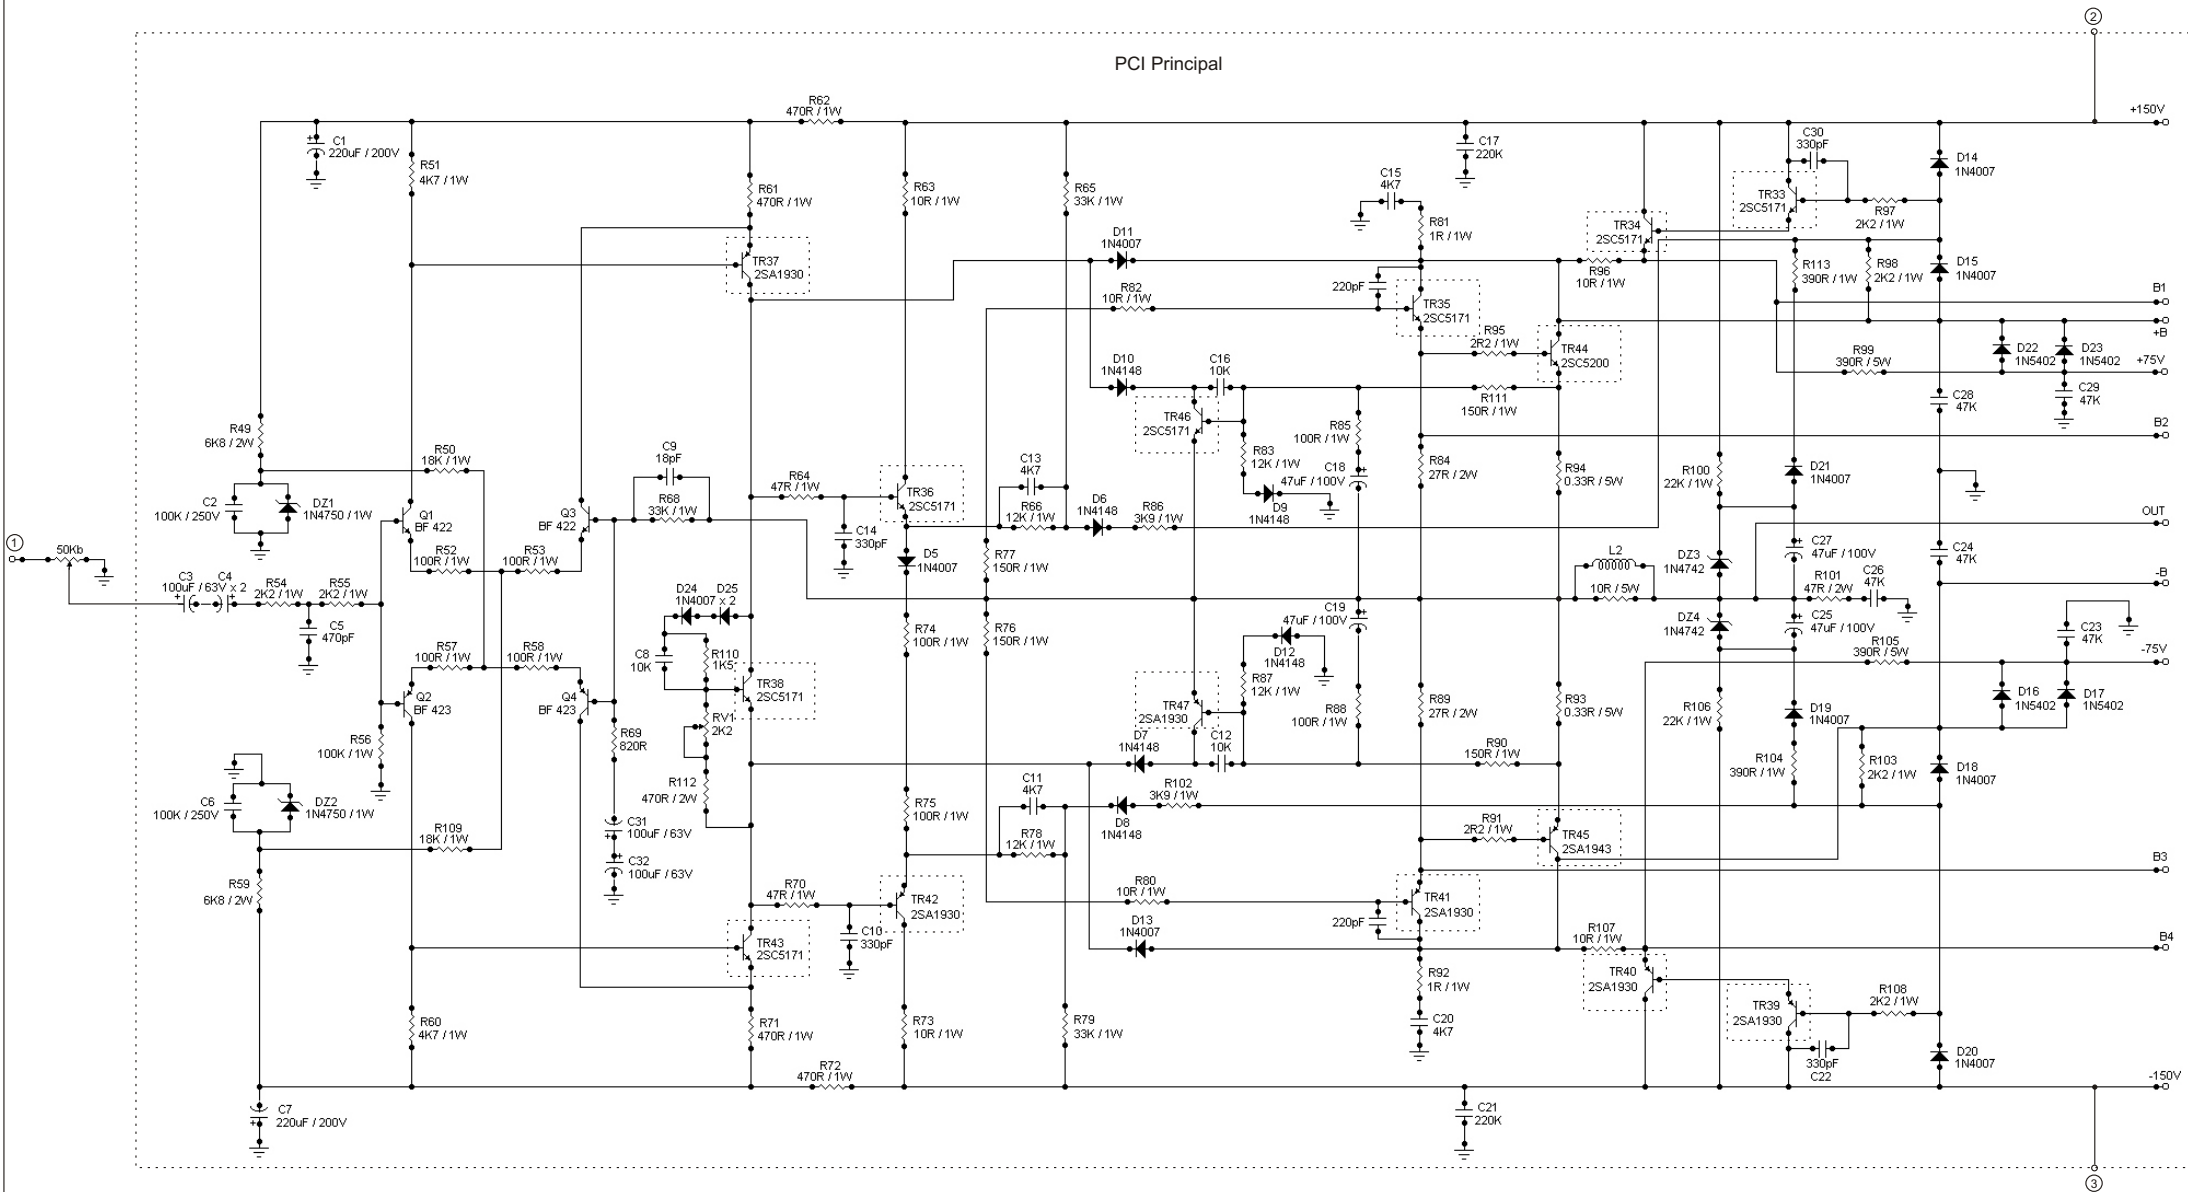 2
PCI Principal
+150V
R62
470R / 1W
C1
220uF / 200V
R51
4K7 / 1W
R61
470R / 1W
R63
10R / 1W
R65
33K / 1W
C17
220K
C15
4K7
C30
330pF
D14
1N4007
TR33
2SC5171
R97
2K2 / 1W
TR34
2SC5171
R81
1R / 1W
D11
1N4007
TR37
2SA1930
R96
10R / 1W
R113
390R / 1W
R98
2K2 / 1W
D15
1N4007
220pF
R82
10R / 1W
TR35
2SC5171
B1
+B
R95
2R2 / 1W
TR44
2SC5200
D22
1N5402
D23
1N5402
+75V
R99
390R / 5W
D10
1N4148
C16
10K
R111
150R / 1W
C28
47K
C29
47K
TR46
2SC5171
R85
100R / 1W
B2
R49
6K8 / 2W
R50
18K / 1W
C9
18pF
R83
12K / 1W
C18
47uF / 100V
R84
27R / 2W
R94
0.33R / 5W
R100
22K / 1W
D21
1N4007
C2
100K / 250V
DZ1
1N4750 / 1W
Q1
BF 422
Q3
BF 422
R68
33K / 1W
R64
47R / 1W
TR36
2SC5171
C13
4K7
R66
12K / 1W
D6
1N4148
R86
3K9 / 1W
D9
1N4148
OUT
1
50Kb
R52
100R / 1W
R53
100R / 1W
C14
330pF
D5
1N4007
R77
150R / 1W
L2
10R / 5W
DZ3
1N4742
C27
47uF / 100V
R101
47R / 2W
C26
47K
C24
47K
-B
C3
C4
100uF / 63V x 2
R54
2K2 / 1W
R55
2K2 / 1W
D24
D25
1N4007 x 2
C5
470pF
R74
100R / 1W
R76
150R / 1W
C19
47uF / 100V
D12
1N4148
DZ4
1N4742
C25
47uF / 100V
R105
390R / 5W
C23
47K
-75V
R57
100R / 1W
R58
100R / 1W
C8
10K
R110
1K5
TR38
2SC5171
R87
12K / 1W
TR47
2SA1930
R88
100R / 1W
R89
27R / 2W
R93
0.33R / 5W
R106
22K / 1W
D19
1N4007
D16
1N5402
D17
1N5402
Q2
BF 423
Q4
BF 423
RV1
2K2
R56
100K / 1W
R69
820R
D7
1N4148
C12
10K
R90
150R / 1W
R104
390R / 1W
R103
2K2 / 1W
D18
1N4007
R112
470R / 2W
C6
100K / 250V
DZ2
1N4750 / 1W
R75
100R / 1W
C11
4K7
R102
3K9 / 1W
D8
1N4148
R109
18K / 1W
C31
100uF / 63V
C32
100uF / 63V
R78
12K / 1W
R91
2R2 / 1W
TR45
2SA1943
B3
R59
6K8 / 2W
R70
47R / 1W
TR42
2SA1930
R80
10R / 1W
TR41
2SA1930
220pF
C10
330pF
TR43
2SC5171
D13
1N4007
R107
10R / 1W
B4
R92
1R / 1W
TR40
2SA1930
TR39
2SA1930
R108
2K2 / 1W
R60
4K7 / 1W
R71
470R / 1W
R73
10R / 1W
R79
33K / 1W
C20
4K7
330pF
C22
D20
1N4007
R72
470R / 1W
-150V
C7
220uF / 200V
C21
220K
3